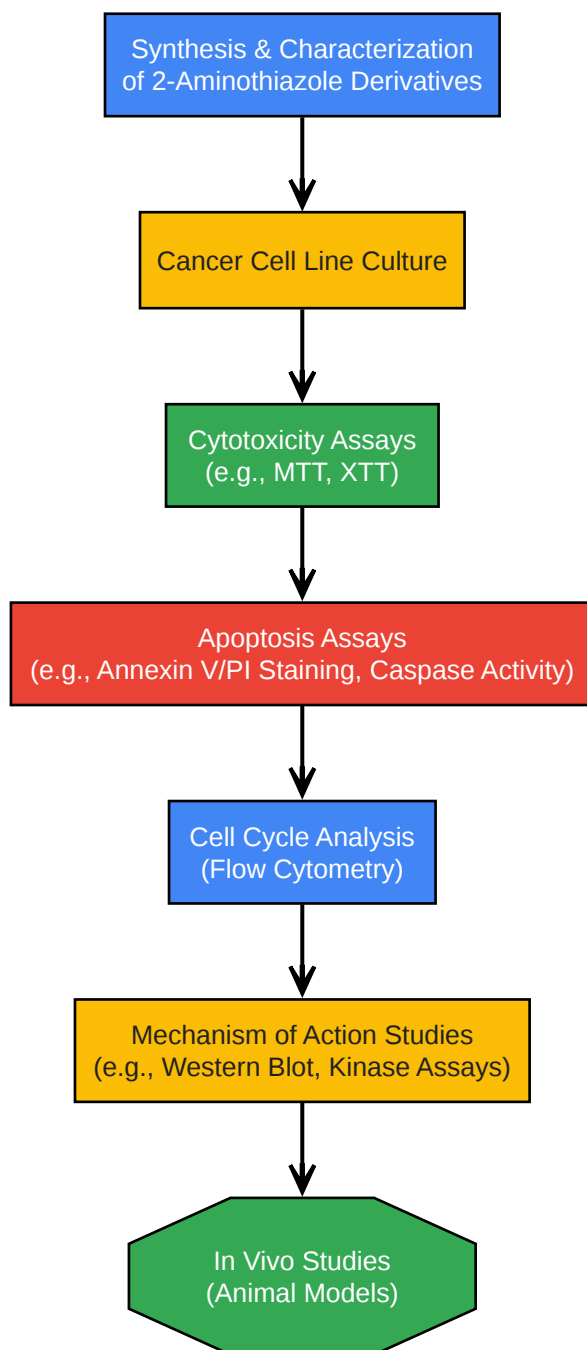 Synthesis & Characterization
of 2-Aminothiazole Derivatives
Cancer Cell Line Culture
Cytotoxicity Assays
(e.g., MTT, XTT)
Apoptosis Assays
(e.g., Annexin V/PI Staining, Caspase Activity)
Cell Cycle Analysis
(Flow Cytometry)
Mechanism of Action Studies
(e.g., Western Blot, Kinase Assays)
In Vivo Studies
(Animal Models)